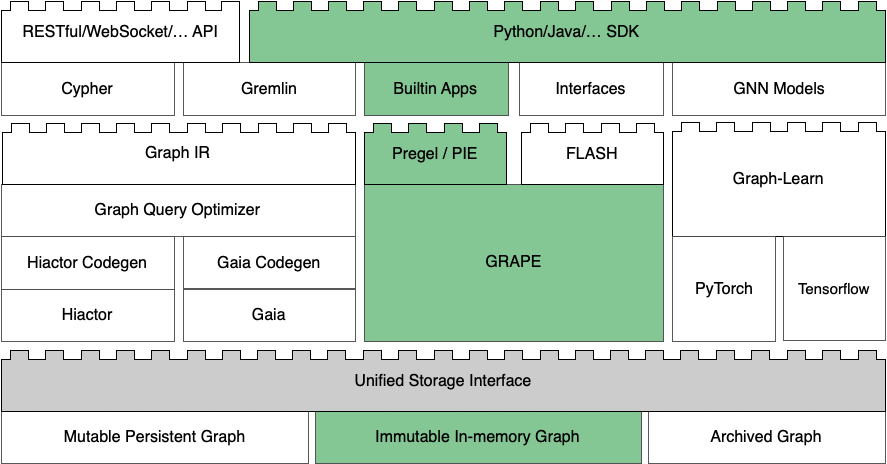 RESTful/WebSocket/... API
Python/Java/... SDK
Cypher
Gremlin
Builtin Apps
Interfaces
GNN Models
Graph IR
Pregel / PIE
FLASH
Graph-Learn
Graph Query Optimizer
Hiactor Codegen
Gaia Codegen
GRAPE
PyTorch
Tensorflow
Hiactor
Gaia
Unified Storage Interface
Mutable Persistent Graph
Immutable In-memory Graph
Archived Graph